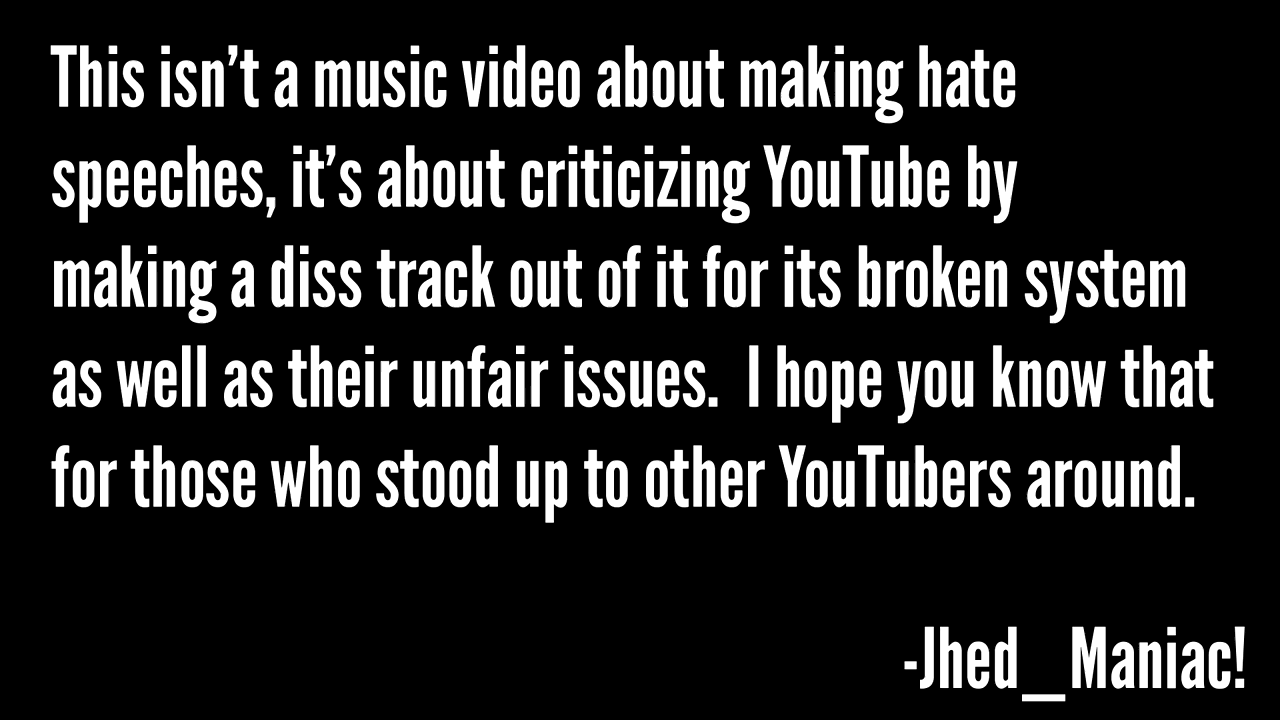 This isn’t a music video about making hate
speeches, it’s about criticizing YouTube by
making a diss track out of it for its broken system
as well as their unfair issues.  I hope you know that
for those who stood up to other YouTubers around.
-Jhed_Maniac!